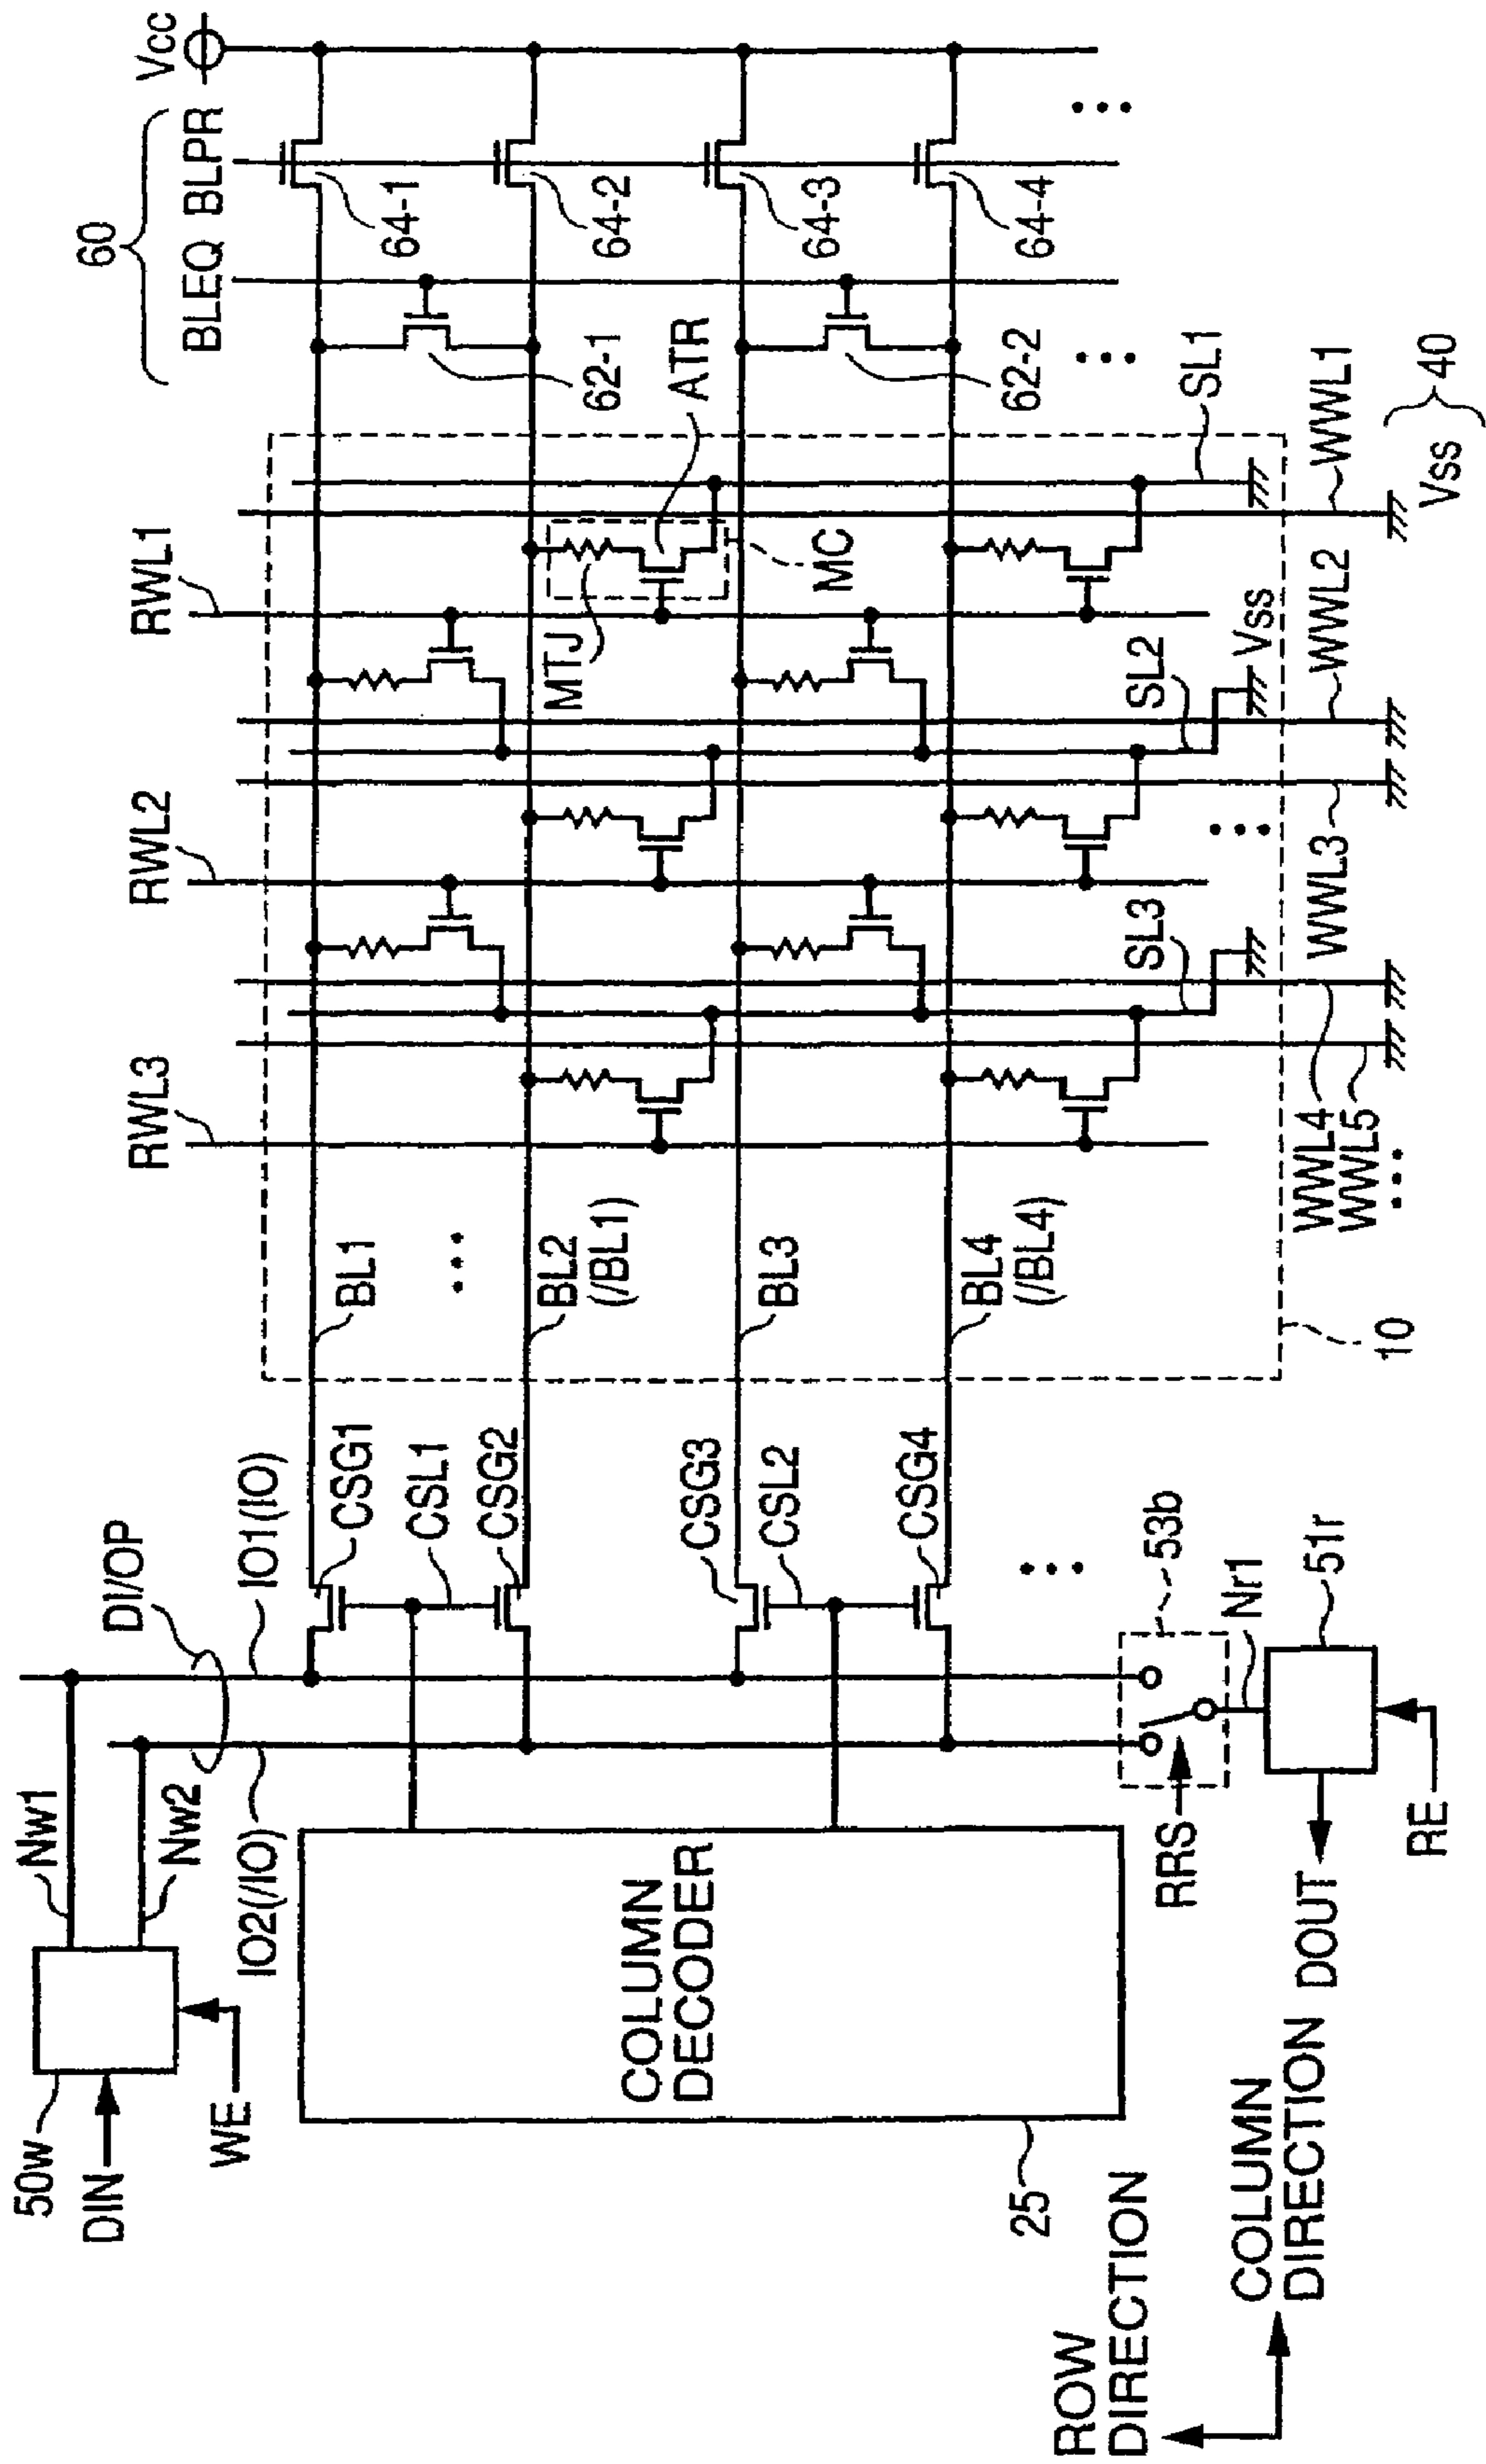 50w
DIN
WE
Nw1
Nw2
DI/OP
IO1(IO)
IO2(/IO)
COLUMN
DECODER
25
CSG1
CSL1
CSG2
CSG3
CSL2
CSG4
53b
RRS
Nr1
51r
DOUT
RE
ROW
DIRECTION
COLUMN
DIRECTION
BL1
BL2
(/BL1)
BL3
BL4
(/BL4)
10
RWL3
RWL2
RWL1
MTJ
ATR
MC
SL3
SL2
SL1
Vss
WWL4
WWL5
WWL3
WWL2
WWL1
Vss
40
60
BLEQ
BLPR
Vcc
62-1
62-2
64-1
64-2
64-3
64-4